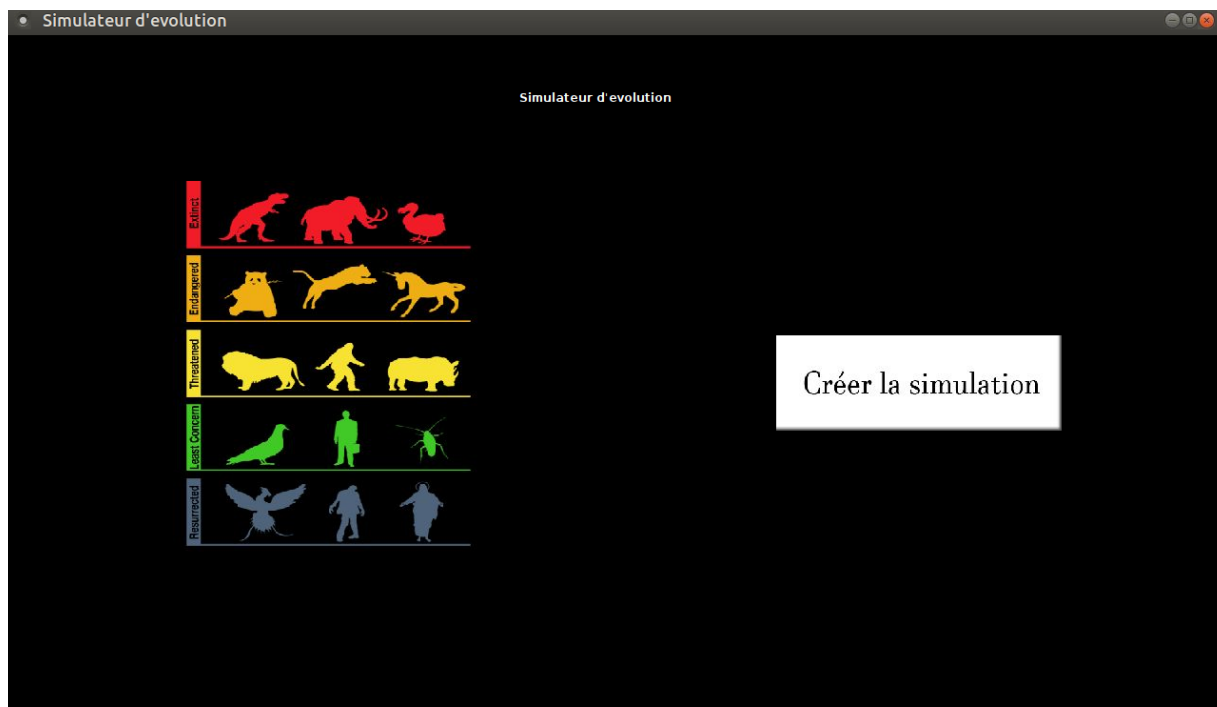 Simulateur d'evolution
Simulateur d'evolution
Extinct
Endangered
Threatened
Least Concern
Resurrected
Créer la simulation